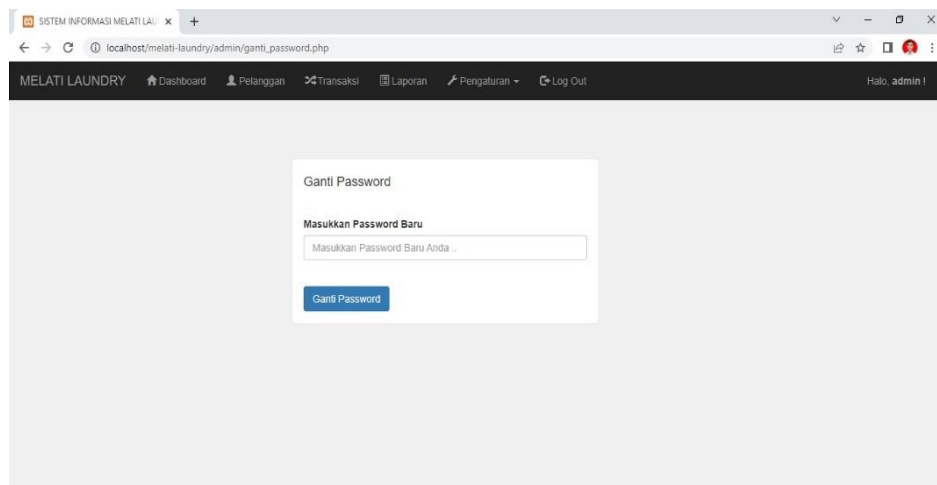 SISTEM INFORMASI MELATI LAU
localhost/melati-laundry/admin/ganti_password.php
MELATI LAUNDRY Dashboard Pelanggan Transaksi Laporan Pengaturan Log Out Halo, admin !
Ganti Password
Masukkan Password Baru
Masukkan Password Baru Anda ..
Ganti Password